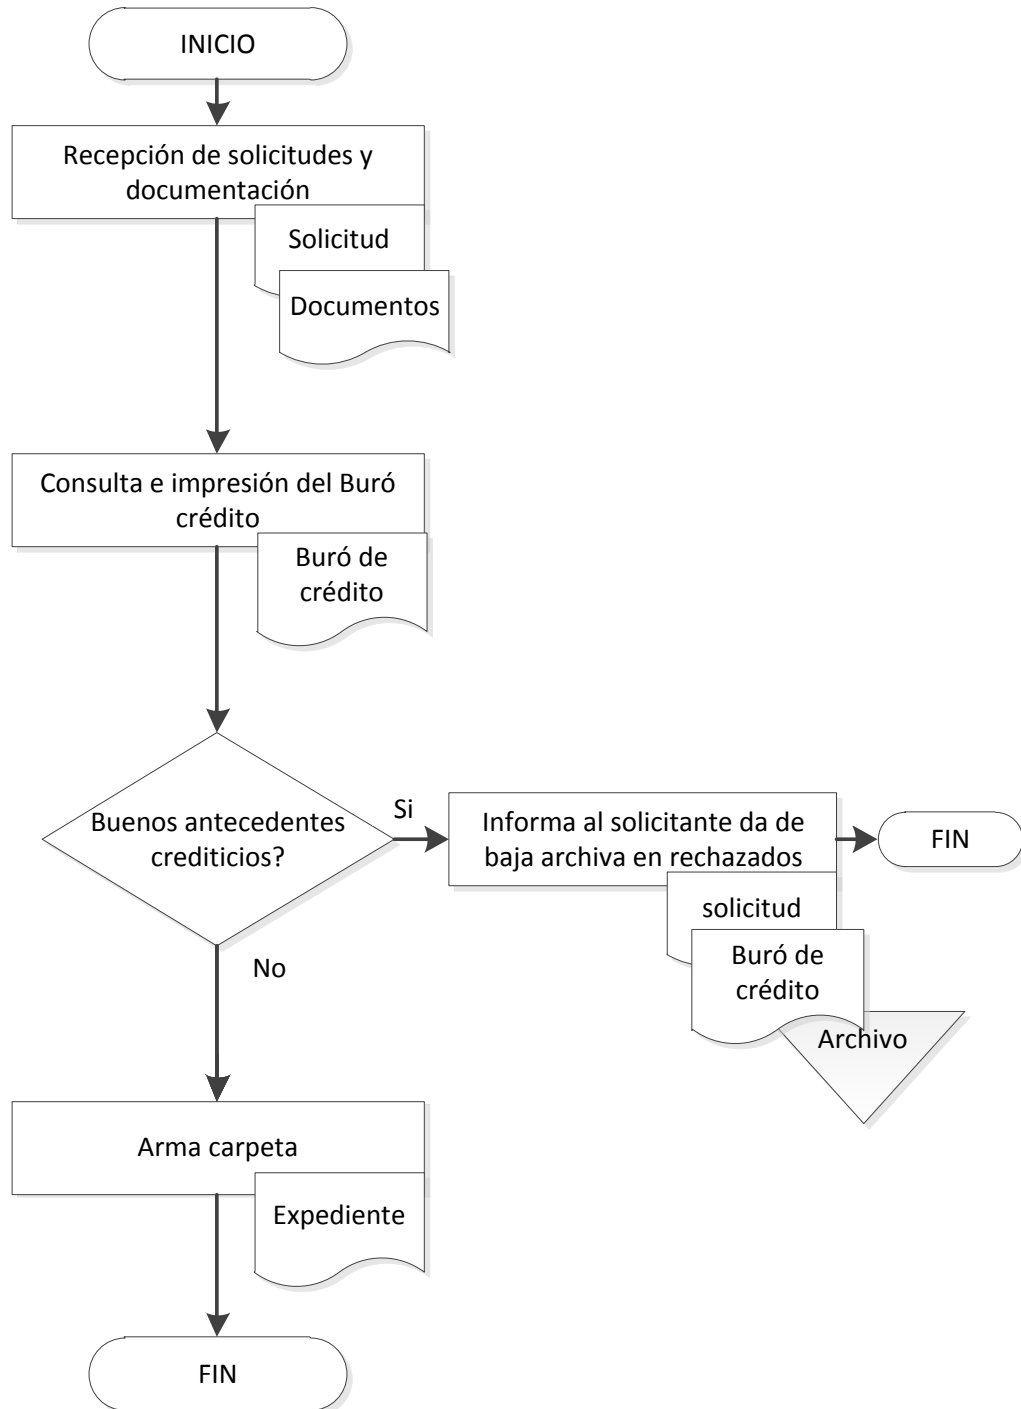 INICIO
Recepción de solicitudes y
documentación
Solicitud
Documentos
Consulta e impresión del Buró
crédito
Buró de
crédito
Buenos antecedentes
crediticios?
Si
Informa al solicitante da de
baja archiva en rechazados
FIN
solicitud
Buró de
crédito
Archivo
No
Arma carpeta
Expediente
FIN